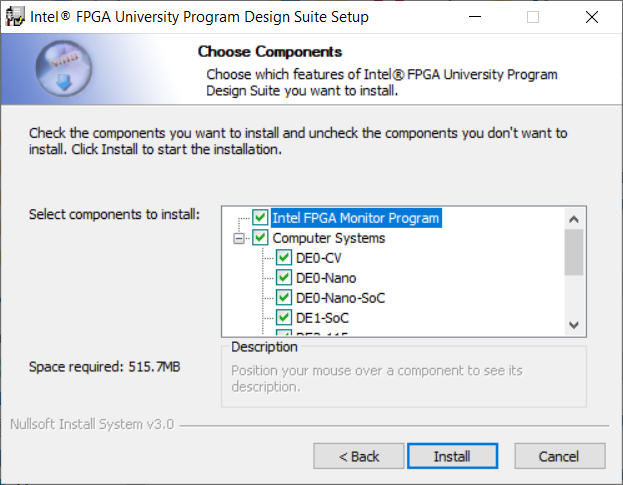 Intel® FPGA University Program Design Suite Setup
Choose Components
Choose which features of Intel® FPGA University Program
Design Suite you want to install.
Check the components you want to install and uncheck the components you don't want to
install. Click Install to start the installation.
Select components to install:
Intel FPGA Monitor Program
Computer Systems
DE0-CV
DE0-Nano
DE0-Nano-SoC
DE1-SoC
Space required: 515.7MB
Description
Position your mouse over a component to see its
description.
Nullsoft Install System v3.0
< Back
Install
Cancel